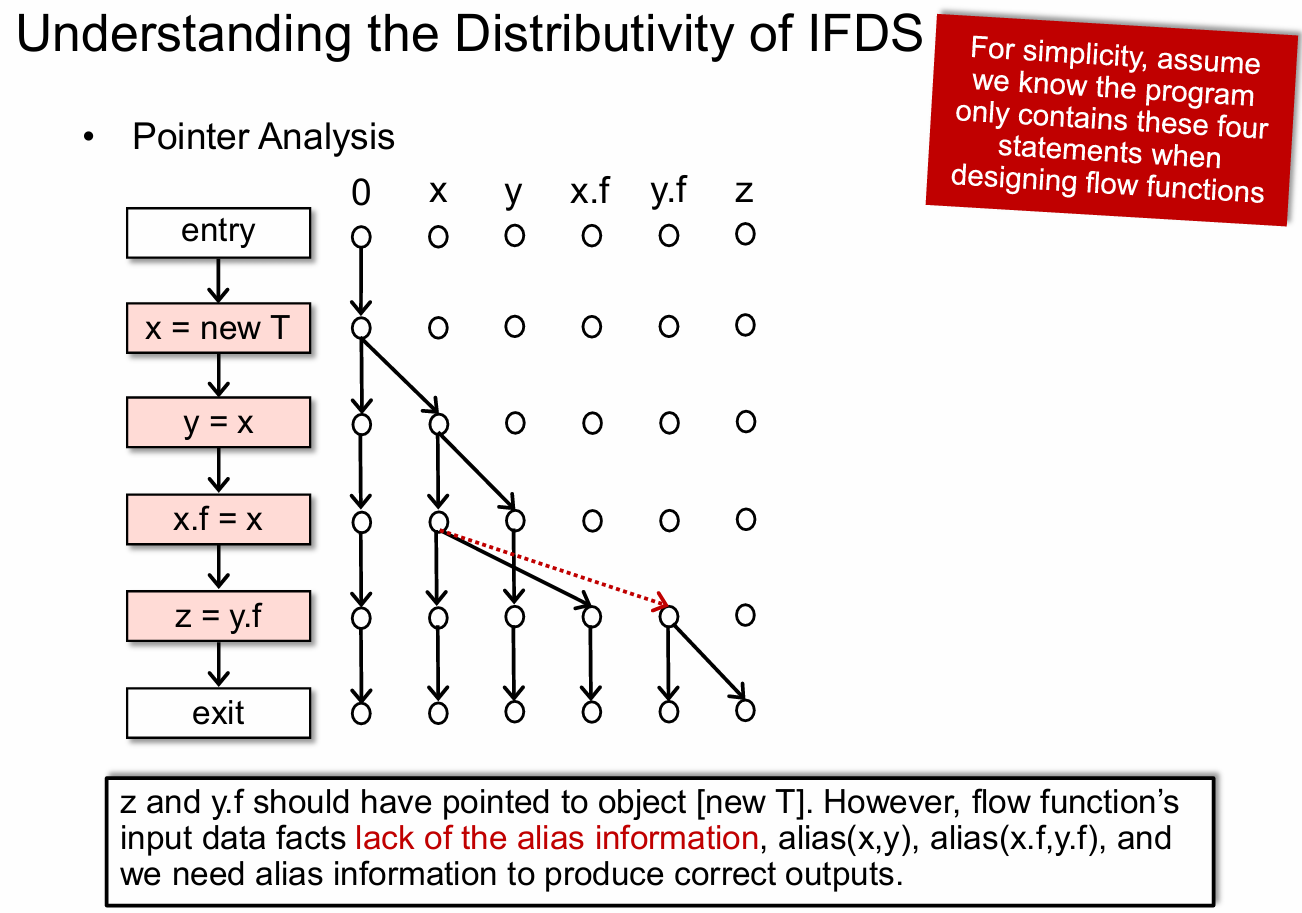 Understanding the Distributivity of IFDS
For simplicity, assume
we know the program
only contains these four
statements when
designing flow functions
• Pointer Analysis
0 x y x.f y.f z
entry
x = new T
y = x
x.f = x
z = y.f
exit
z and y.f should have pointed to object [new T]. However, flow function's
input data facts lack of the alias information, alias(x,y), alias(x.f,y.f), and
we need alias information to produce correct outputs.